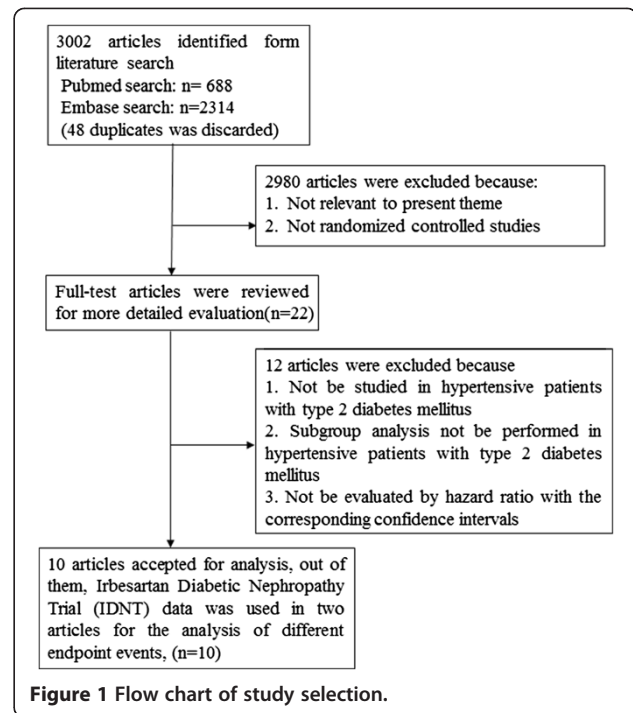 3002 articles identified form
literature search
Pubmed search: n= 688
Embase search: n=2314
(48 duplicates was discarded)
2980 articles were excluded because:
1. Not relevant to present theme
2. Not randomized controlled studies
Full-test articles were reviewed
for more detailed evaluation(n=22)
12 articles were excluded because
1. Not be studied in hypertensive patients
with type 2 diabetes mellitus
2. Subgroup analysis not be performed in
hypertensive patients with type 2 diabetes
mellitus
3. Not be evaluated by hazard ratio with the
corresponding confidence intervals
10 articles accepted for analysis, out of
them, Irbesartan Diabetic Nephropathy
Trial (IDNT) data was used in two
articles for the analysis of different
endpoint events, (n=10)
Figure 1 Flow chart of study selection.